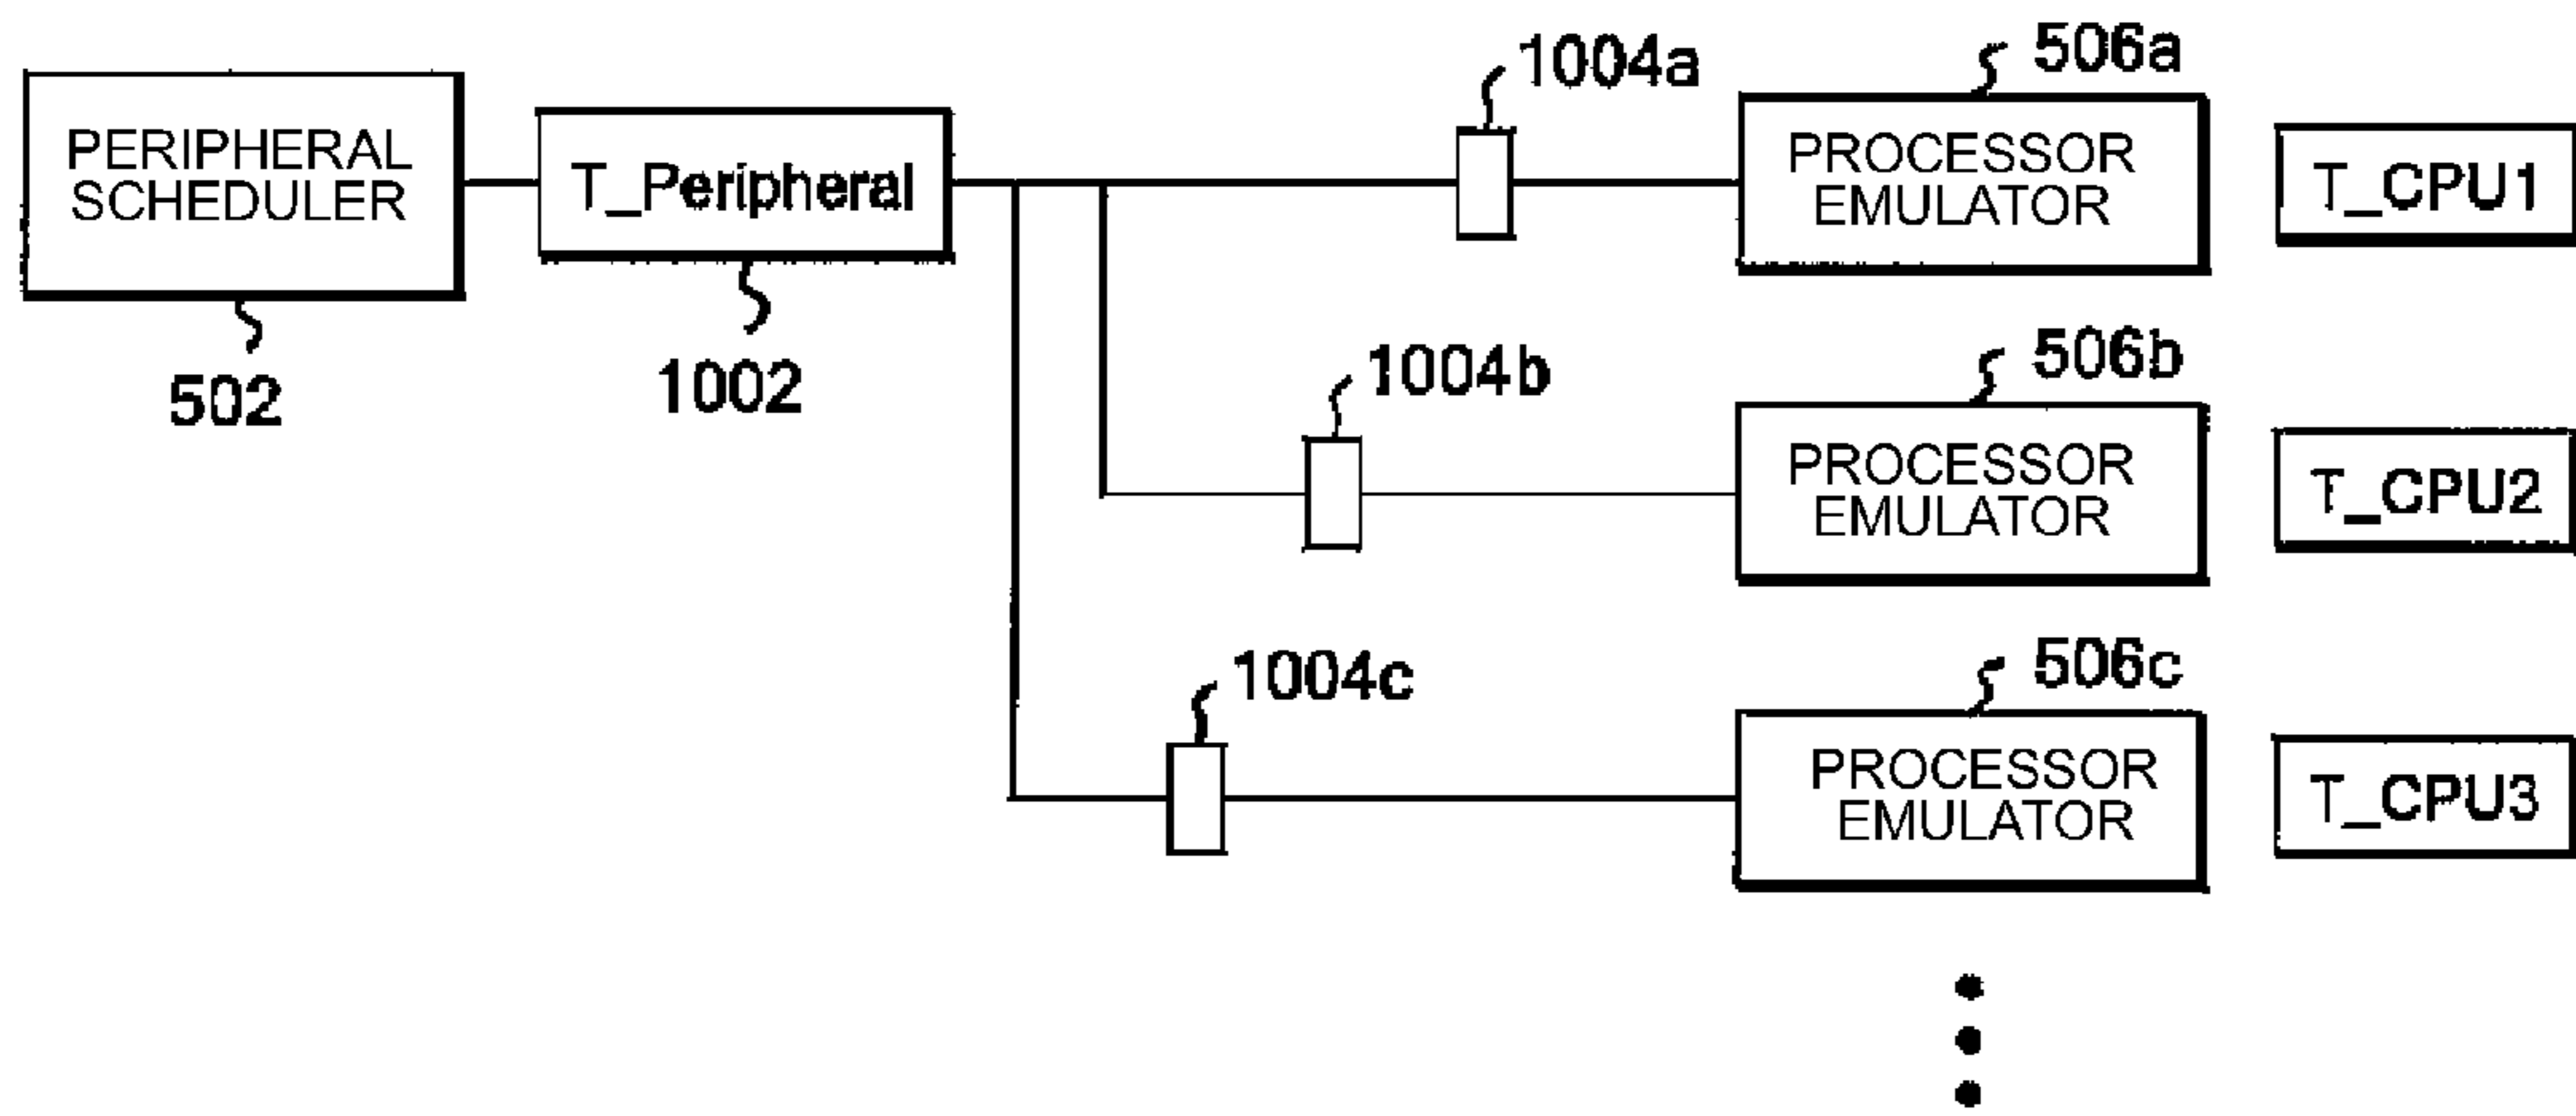 PERIPHERAL
SCHEDULER
502
T_Peripheral
1002
1004a
506a
PROCESSOR
EMULATOR
T_CPU1
1004b
506b
PROCESSOR
EMULATOR
T_CPU2
1004c
506c
PROCESSOR
EMULATOR
T_CPU3